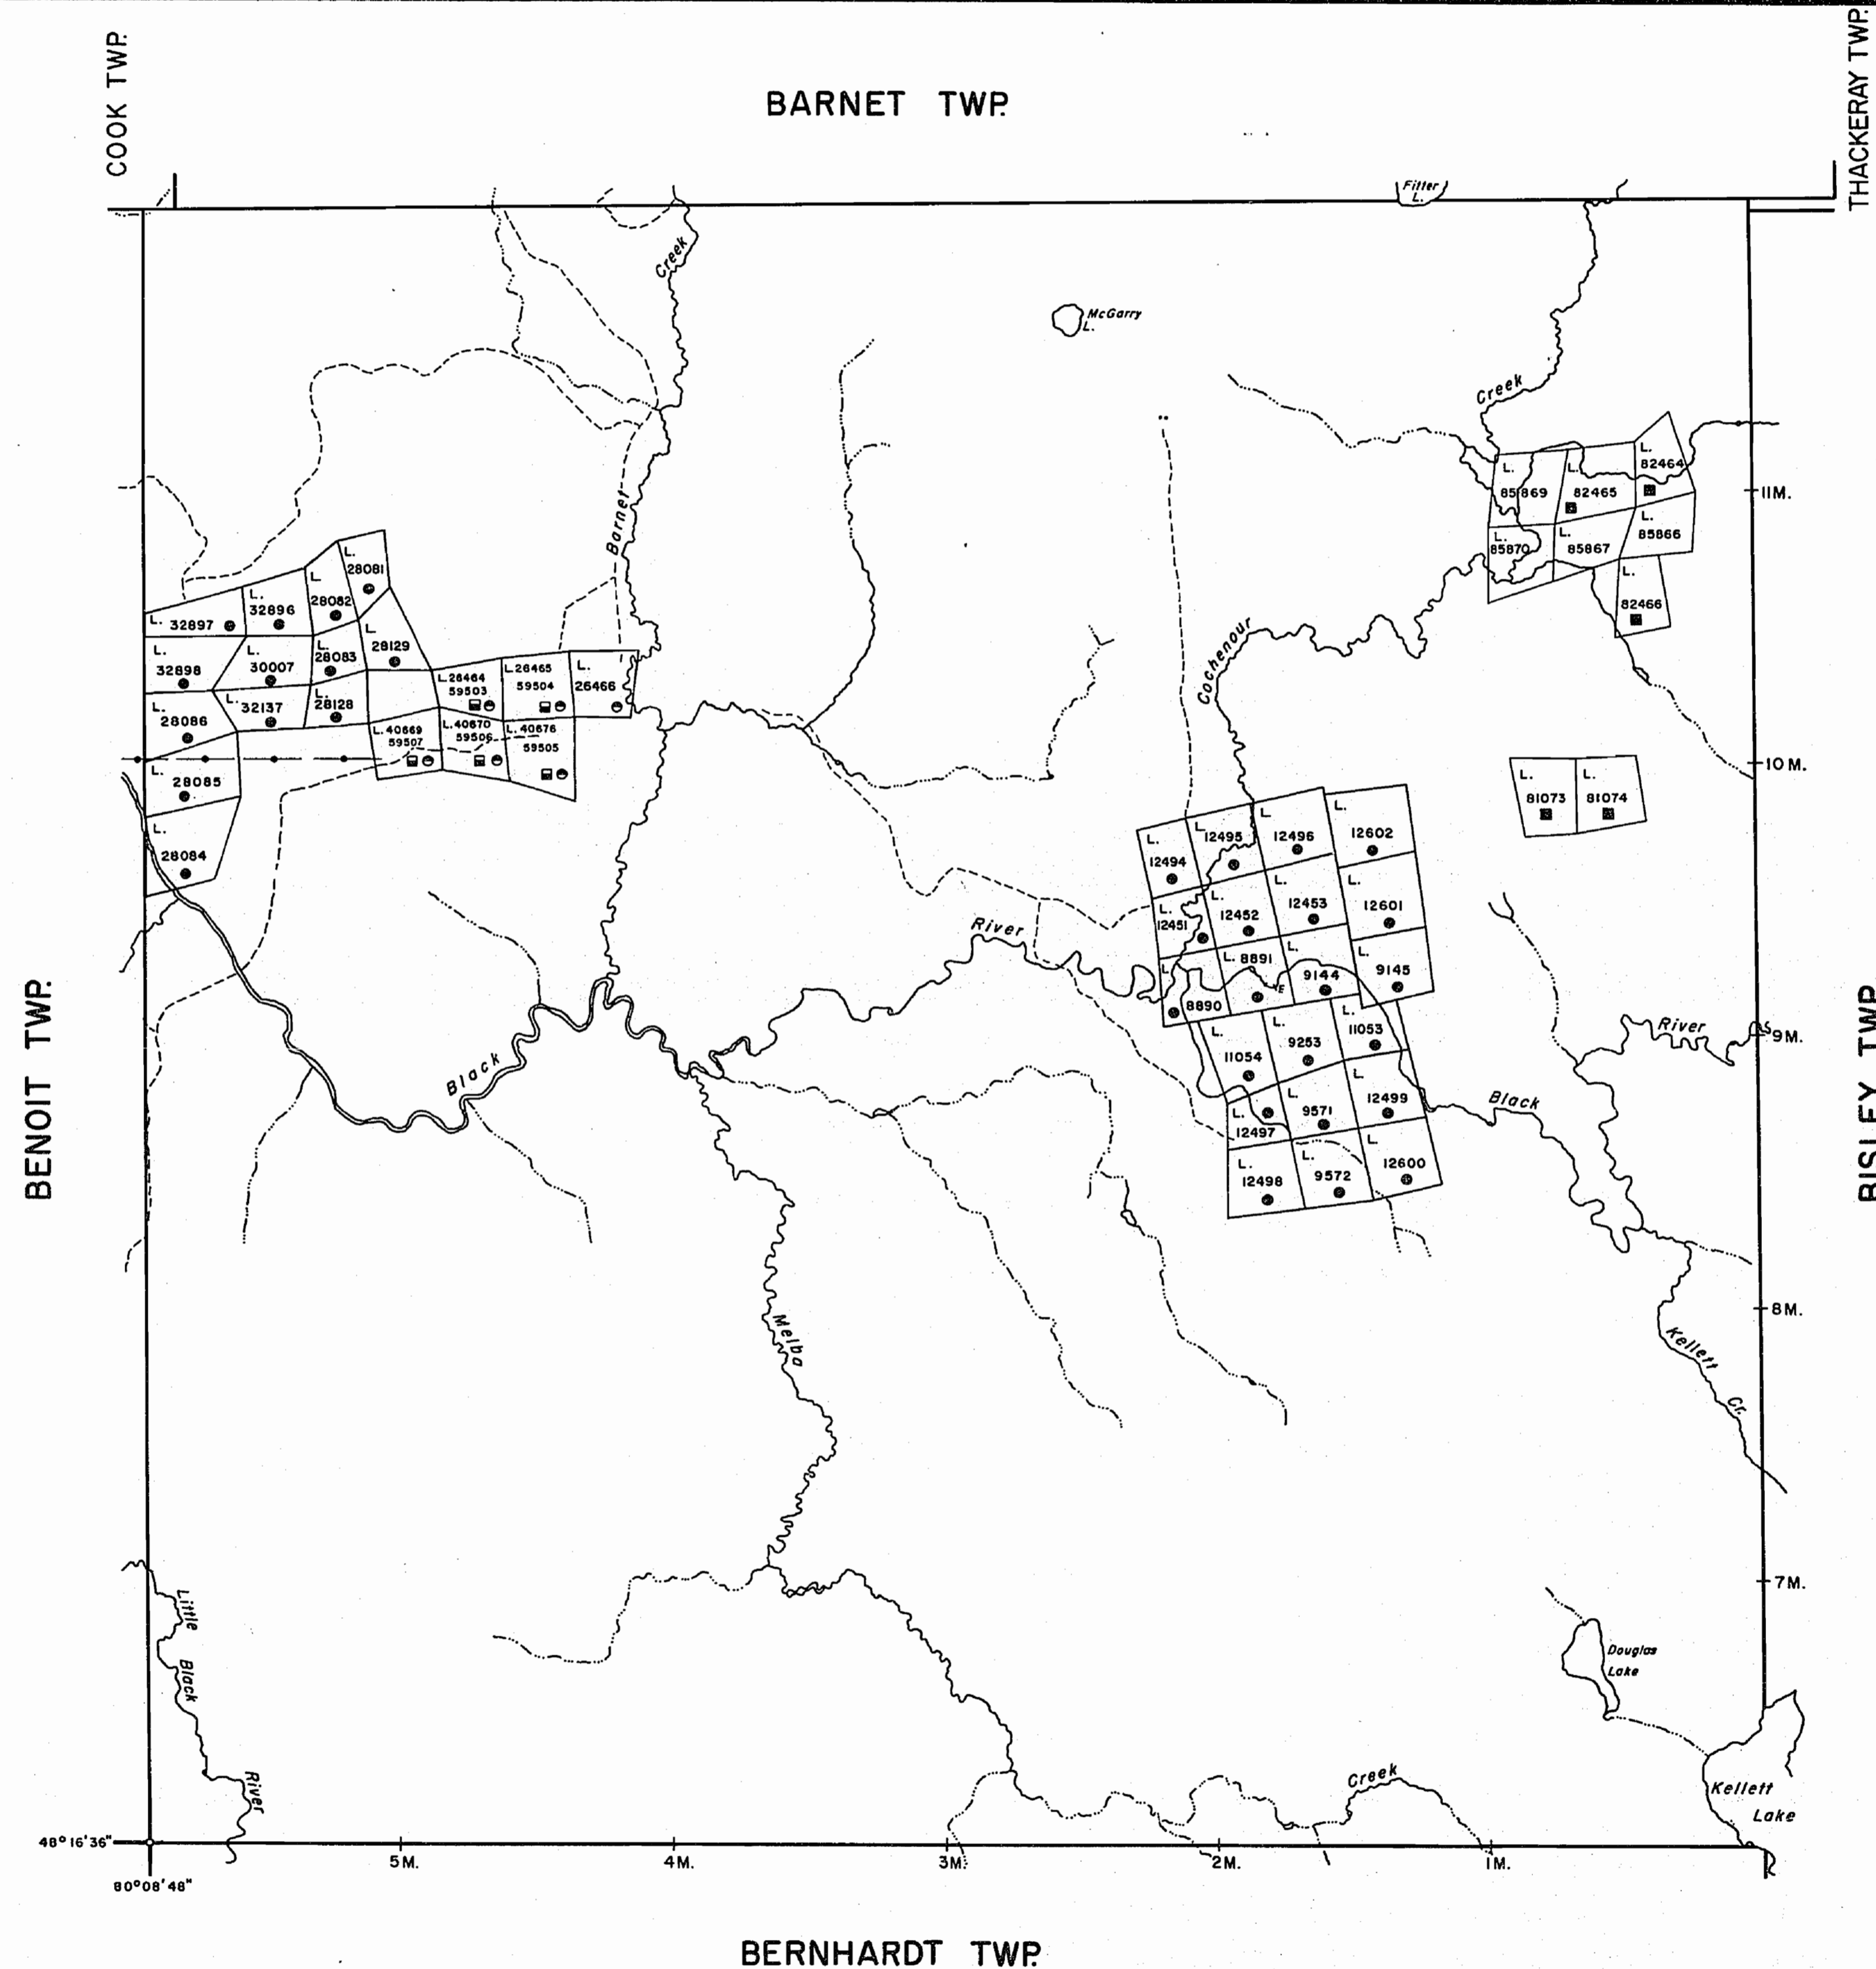 COOK TWP.
BARNET TWP.
THACKERAY TWP.
Fitter
L.
Creek
McGarry
L.
Creek
L.
82464
L.
85869
L.
82465
11M.
L.
85866
L.
85870
L.
85867
L.
82466
Barnet
L.
28081
L.
28082
L.
32896
L. 32897
L.
28129
L.
28083
L.
30007
L.
32898
L. 26464
59503
L. 26465
59504
L.
26466
L.
28128
L.
32137
L.
28086
L. 40669
59507
L. 40670
59506
L. 40676
59505
L.
28085
L.
28084
Cochenour
10M.
L.
81073
L.
81074
L.
12494
L.
12495
L.
12496
L.
12602
L.
12451
L.
12452
L.
12453
L.
12601
River
L.
8890
L. 8891
L.
9144
L.
9145
L.
11054
L.
9253
L.
11053
River
9M.
BENOIT TWP.
BISLEY TWP.
Black
L.
12497
L.
9571
L.
12499
Black
L.
12498
L.
9572
L.
12600
8M.
Melba
Kellett
Cr.
7M.
Little
Black
River
Douglas
Lake
Creek
Kellett
Lake
48°16'36"
80°08'48"
5M.
4M.
3M.
2M.
1M.
BERNHARDT TWP.